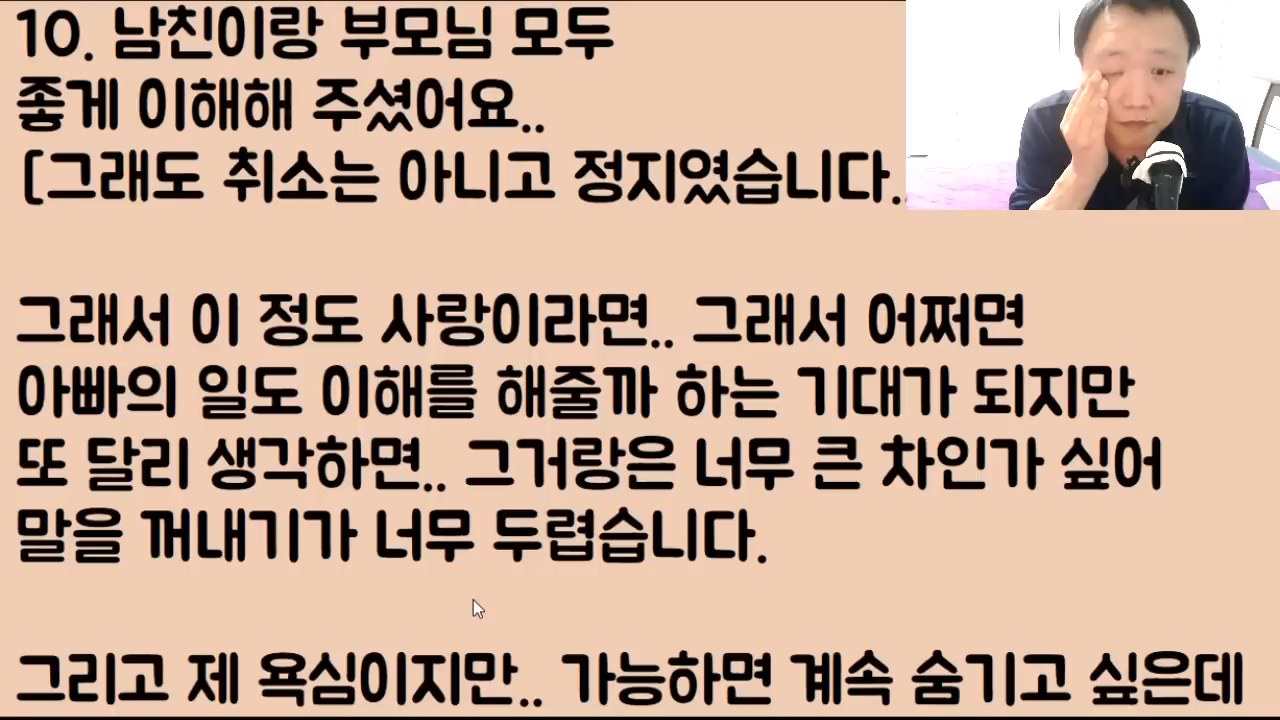 10. 남친이랑 부모님 모두
좋게 이해해 주셨어요..
[그래도 취소는 아니고 정지였습니다.
그래서 이 정도 사랑이라면.. 그래서 어쩌면
아빠의 일도 이해를 해줄까 하는 기대가 되지만
또 달리 생각하면.. 그거랑은 너무 큰 차인가 싶어
말을 꺼내기가 너무 두렵습니다.
그리고 제 욕심이지만.. 가능하면 계속 숨기고 싶은데